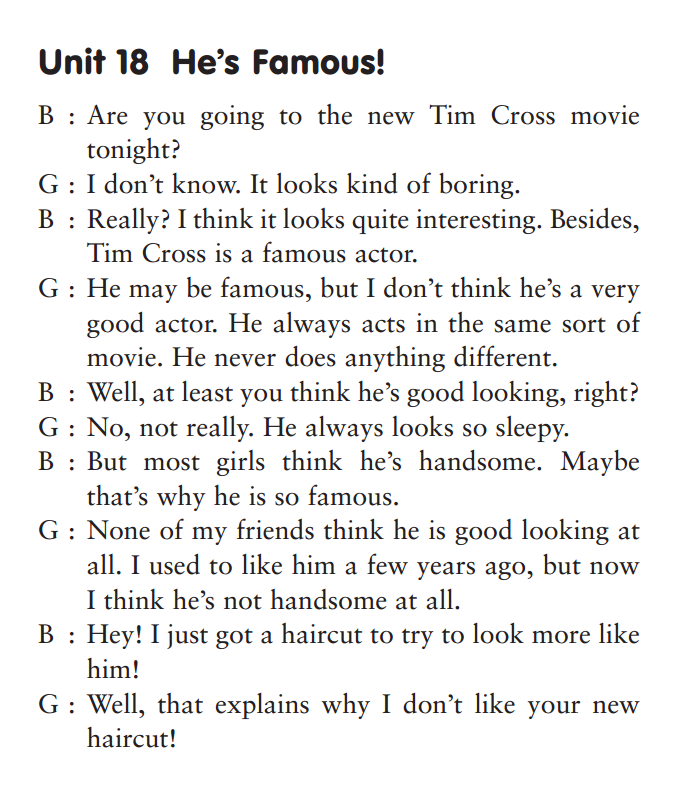 Unit 18 He's Famous!
B : Are you going to the new Tim Cross movie
tonight?
G : I don't know. It looks kind of boring.
B : Really? I think it looks quite interesting. Besides,
Tim Cross is a famous actor.
G : He may be famous, but I don't think he's a very
good actor. He always acts in the same sort of
movie. He never does anything different.
B : Well, at least you think he's good looking, right?
G : No, not really. He always looks so sleepy.
B : But most girls think he's handsome. Maybe
that's why he is so famous.
G : None of my friends think he is good looking at
all. I used to like him a few years ago, but now
I think he's not handsome at all.
B : Hey! I just got a haircut to try to look more like
him!
G : Well, that explains why I don't like your new
haircut!